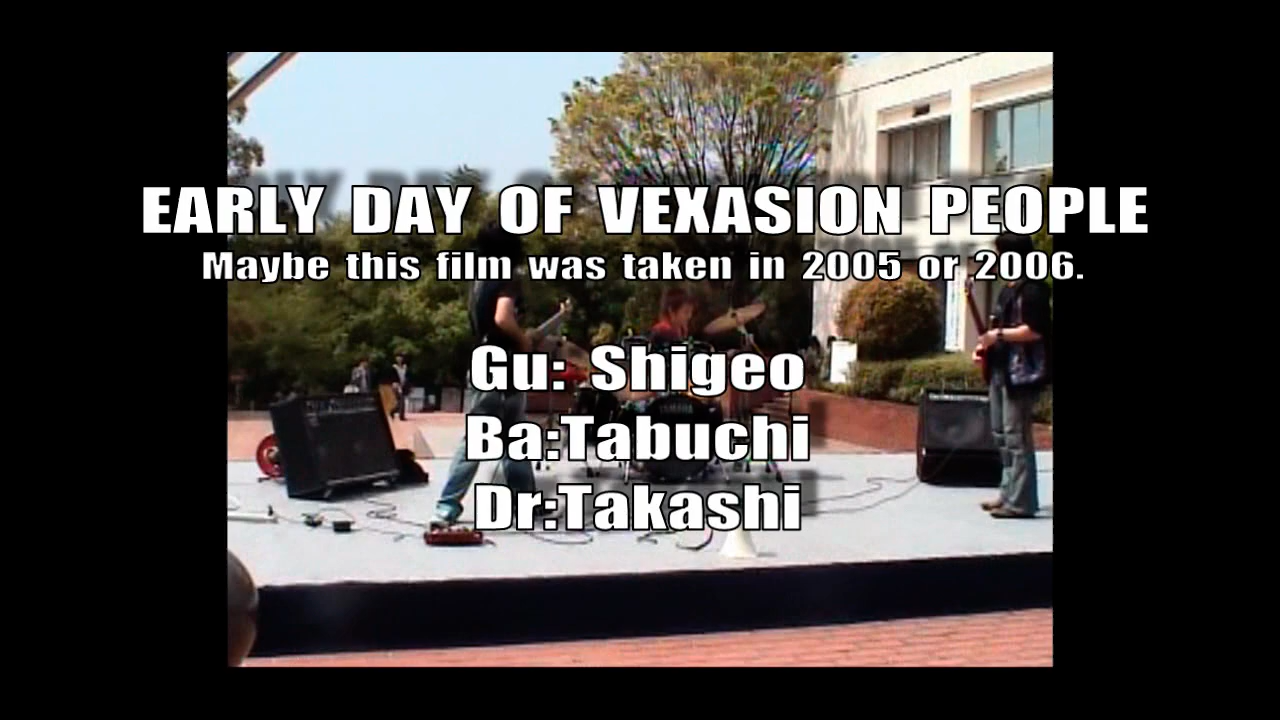 EARLY DAY OF VEXASION PEOPLE
Maybe this film was taken in 2005 or 2006.
Gu: Shigeo
Ba:Tabuchi
Dr:Takashi
YAMAHA